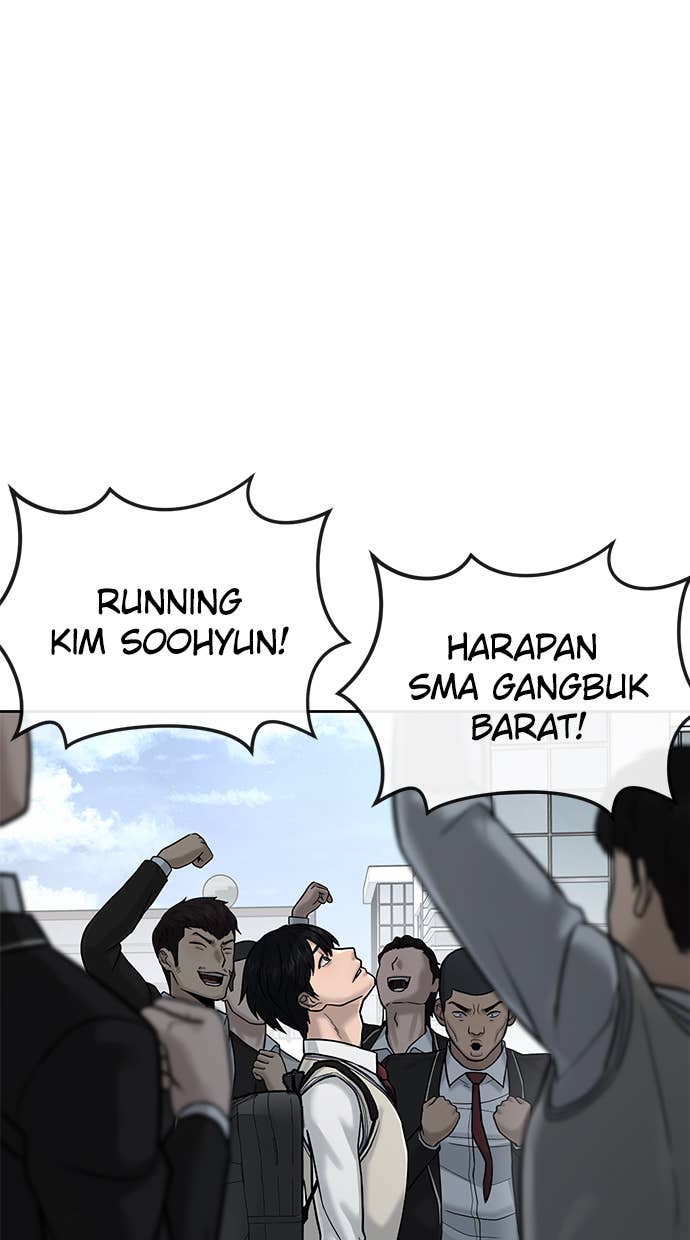 RUNNING
KIM SOOHYUN!
HARAPAN
SMA GANGBUK
BARAT!